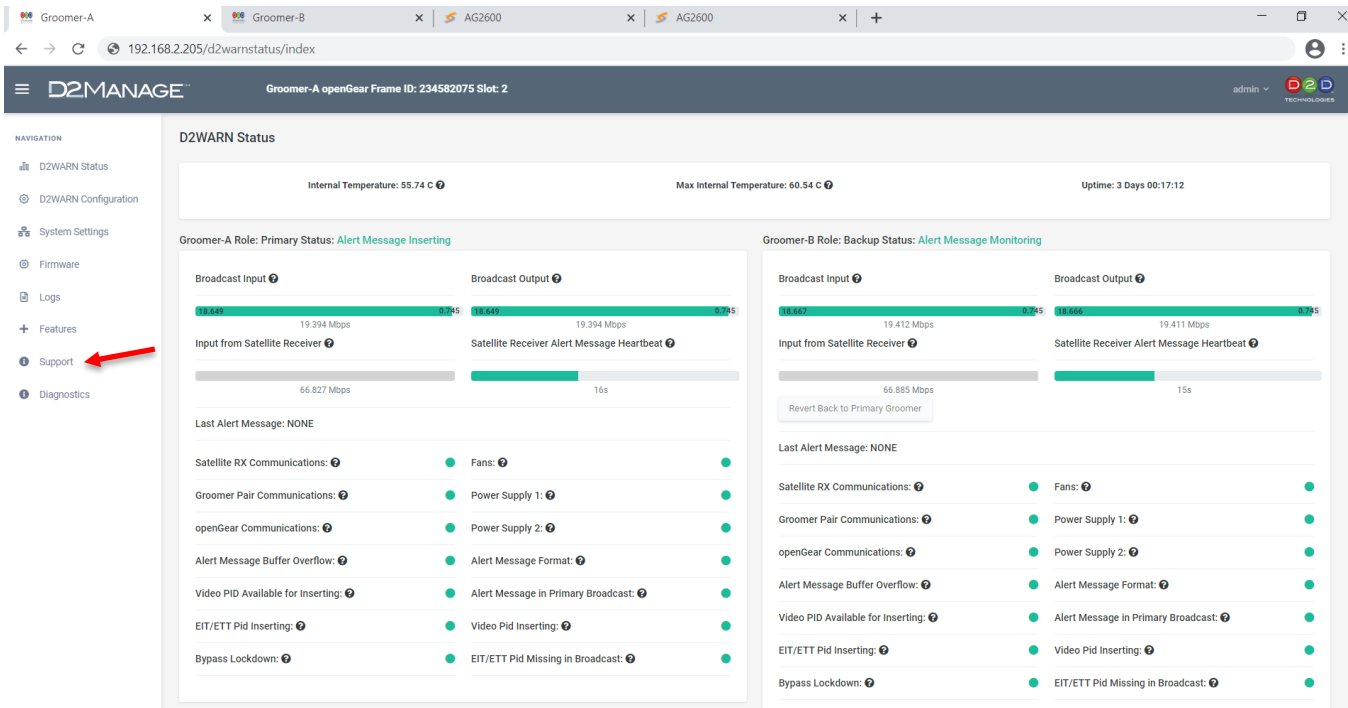 Groomer-A
Groomer-B
AG2600
AG2600
192.168.2.205/d2warnstatus/index
D2MANAGE™
Groomer-A openGear Frame ID: 234582075 Slot: 2
admin
D2D
TECHNOLOGIES
NAVIGATION
D2WARN Status
D2WARN Configuration
System Settings
Firmware
Logs
Features
Support
Diagnostics
D2WARN Status
Internal Temperature: 55.74 C
Max Internal Temperature: 60.54 C
Uptime: 3 Days 00:17:12
Groomer-A Role: Primary Status: Alert Message Inserting
Broadcast Input
Broadcast Output
18.649 0.745
18.649 0.745
19.394 Mbps
19.394 Mbps
Input from Satellite Receiver
Satellite Receiver Alert Message Heartbeat
66.827 Mbps
16s
Last Alert Message: NONE
Satellite RX Communications:
Fans:
Groomer Pair Communications:
Power Supply 1:
openGear Communications:
Power Supply 2:
Alert Message Buffer Overflow:
Alert Message Format:
Video PID Available for Inserting:
Alert Message in Primary Broadcast:
EIT/ETT Pid Inserting:
Video Pid Inserting:
Bypass Lockdown:
EIT/ETT Pid Missing in Broadcast:
Groomer-B Role: Backup Status: Alert Message Monitoring
Broadcast Input
Broadcast Output
18.667 0.745
18.666 0.745
19.412 Mbps
19.411 Mbps
Input from Satellite Receiver
Satellite Receiver Alert Message Heartbeat
66.885 Mbps
15s
Revert Back to Primary Groomer
Last Alert Message: NONE
Satellite RX Communications:
Fans:
Groomer Pair Communications:
Power Supply 1:
openGear Communications:
Power Supply 2:
Alert Message Buffer Overflow:
Alert Message Format:
Video PID Available for Inserting:
Alert Message in Primary Broadcast:
EIT/ETT Pid Inserting:
Video Pid Inserting:
Bypass Lockdown:
EIT/ETT Pid Missing in Broadcast: